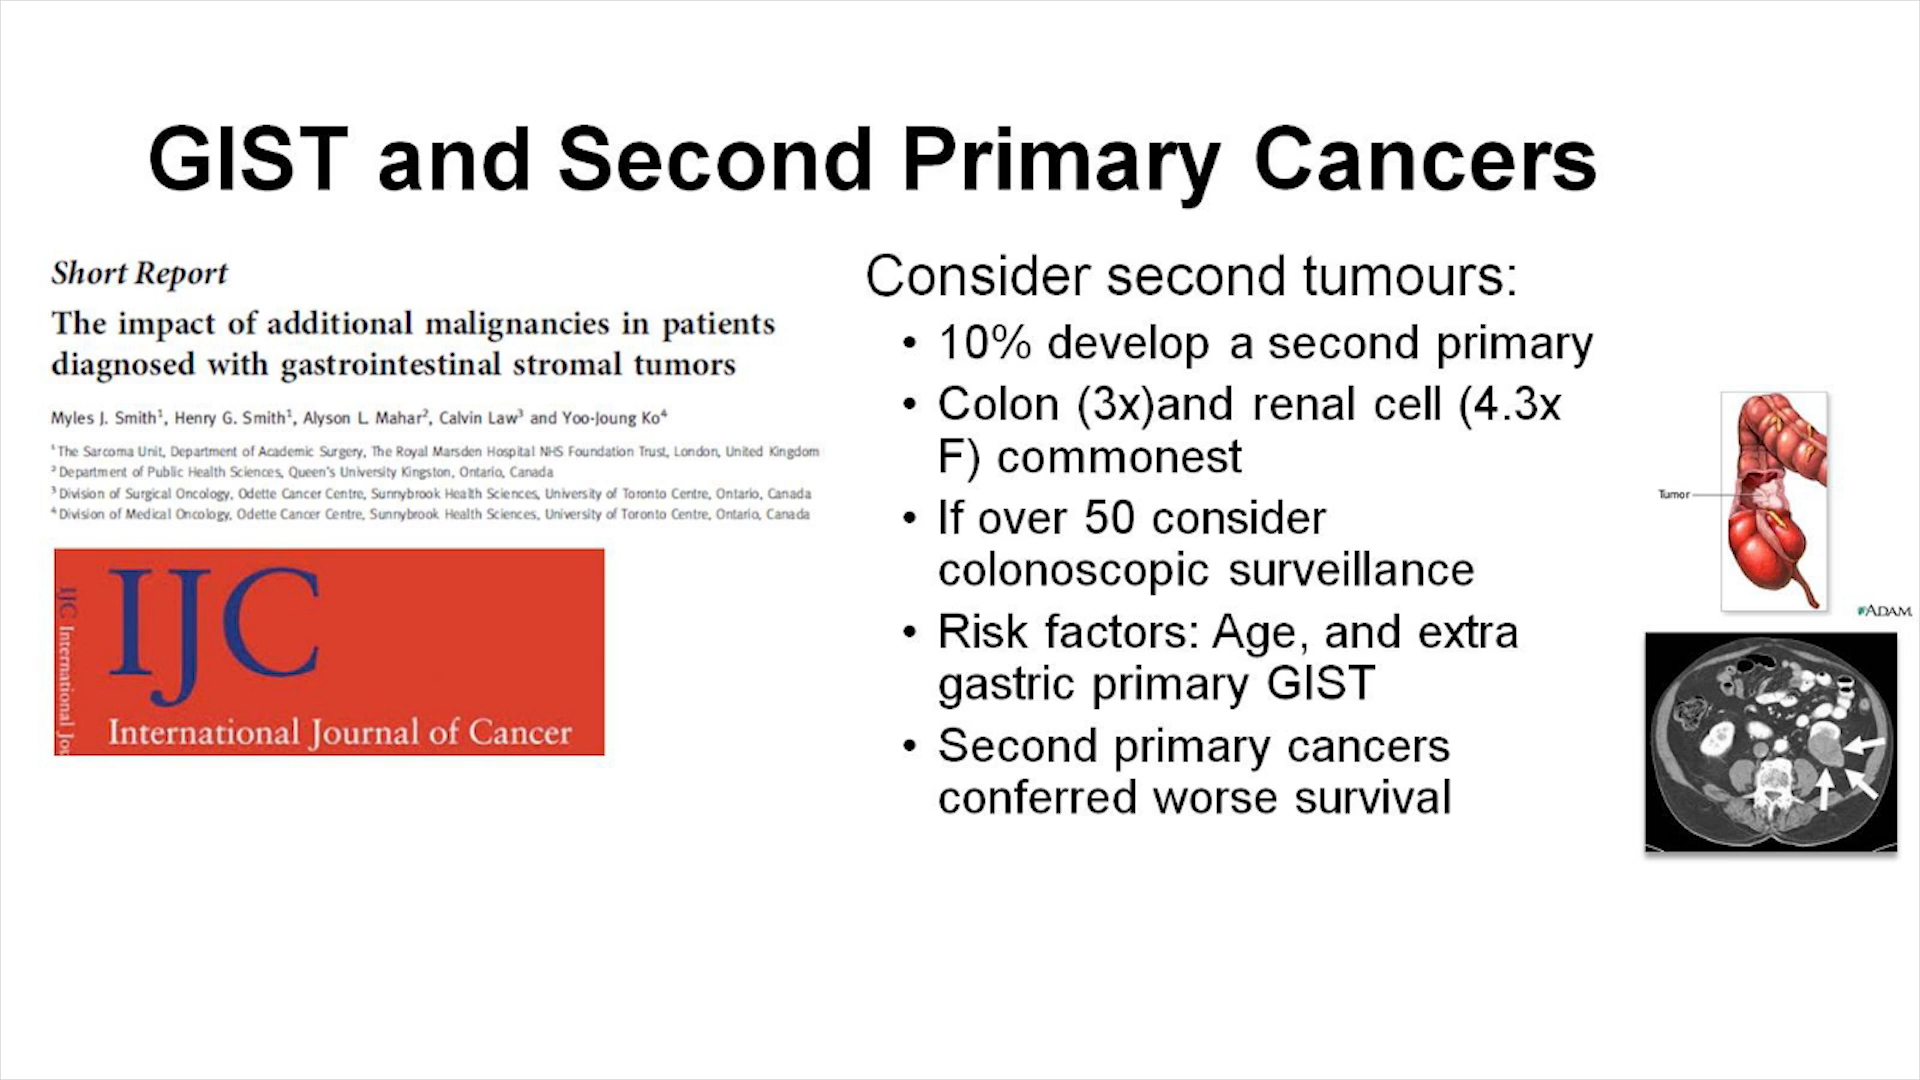 GIST and Second Primary Cancers
Short Report
The impact of additional malignancies in patients
diagnosed with gastrointestinal stromal tumors
Myles J. Smith¹, Henry G. Smith¹, Alyson L. Mahar², Calvin Law³ and Yoo-Joung Ko⁴
¹ The Sarcoma Unit, Department of Academic Surgery, The Royal Marsden Hospital NHS Foundation Trust, London, United Kingdom
² Department of Public Health Sciences, Queen's University Kingston, Ontario, Canada
³ Division of Surgical Oncology, Odette Cancer Centre, Sunnybrook Health Sciences, University of Toronto Centre, Ontario, Canada
⁴ Division of Medical Oncology, Odette Cancer Centre, Sunnybrook Health Sciences, University of Toronto Centre, Ontario, Canada
IJC International Jou
IJC
International Journal of Cancer
Consider second tumours:
• 10% develop a second primary
• Colon (3x)and renal cell (4.3x
F) commonest
• If over 50 consider
colonoscopic surveillance
• Risk factors: Age, and extra
gastric primary GIST
• Second primary cancers
conferred worse survival
Tumor
ADAM